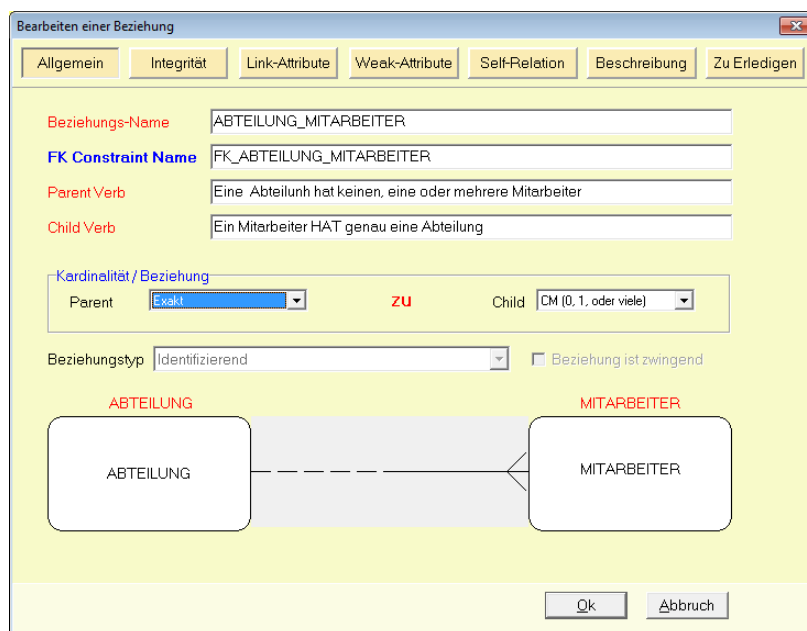 Bearbeiten einer Beziehung
Allgemein Integrität Link-Attribute Weak-Attribute Self-Relation Beschreibung Zu Erledigen
Beziehungs-Name ABTEILUNG_MITARBEITER
FK Constraint Name FK_ABTEILUNG_MITARBEITER
Parent Verb Eine Abteilunh hat keinen, eine oder mehrere Mitarbeiter
Child Verb Ein Mitarbeiter HAT genau eine Abteilung
Kardinalität / Beziehung
Parent Exakt zu Child CM (0, 1, oder viele)
Beziehungstyp Identifizierend Beziehung ist zwingend
ABTEILUNG MITARBEITER
ABTEILUNG MITARBEITER
Ok Abbruch